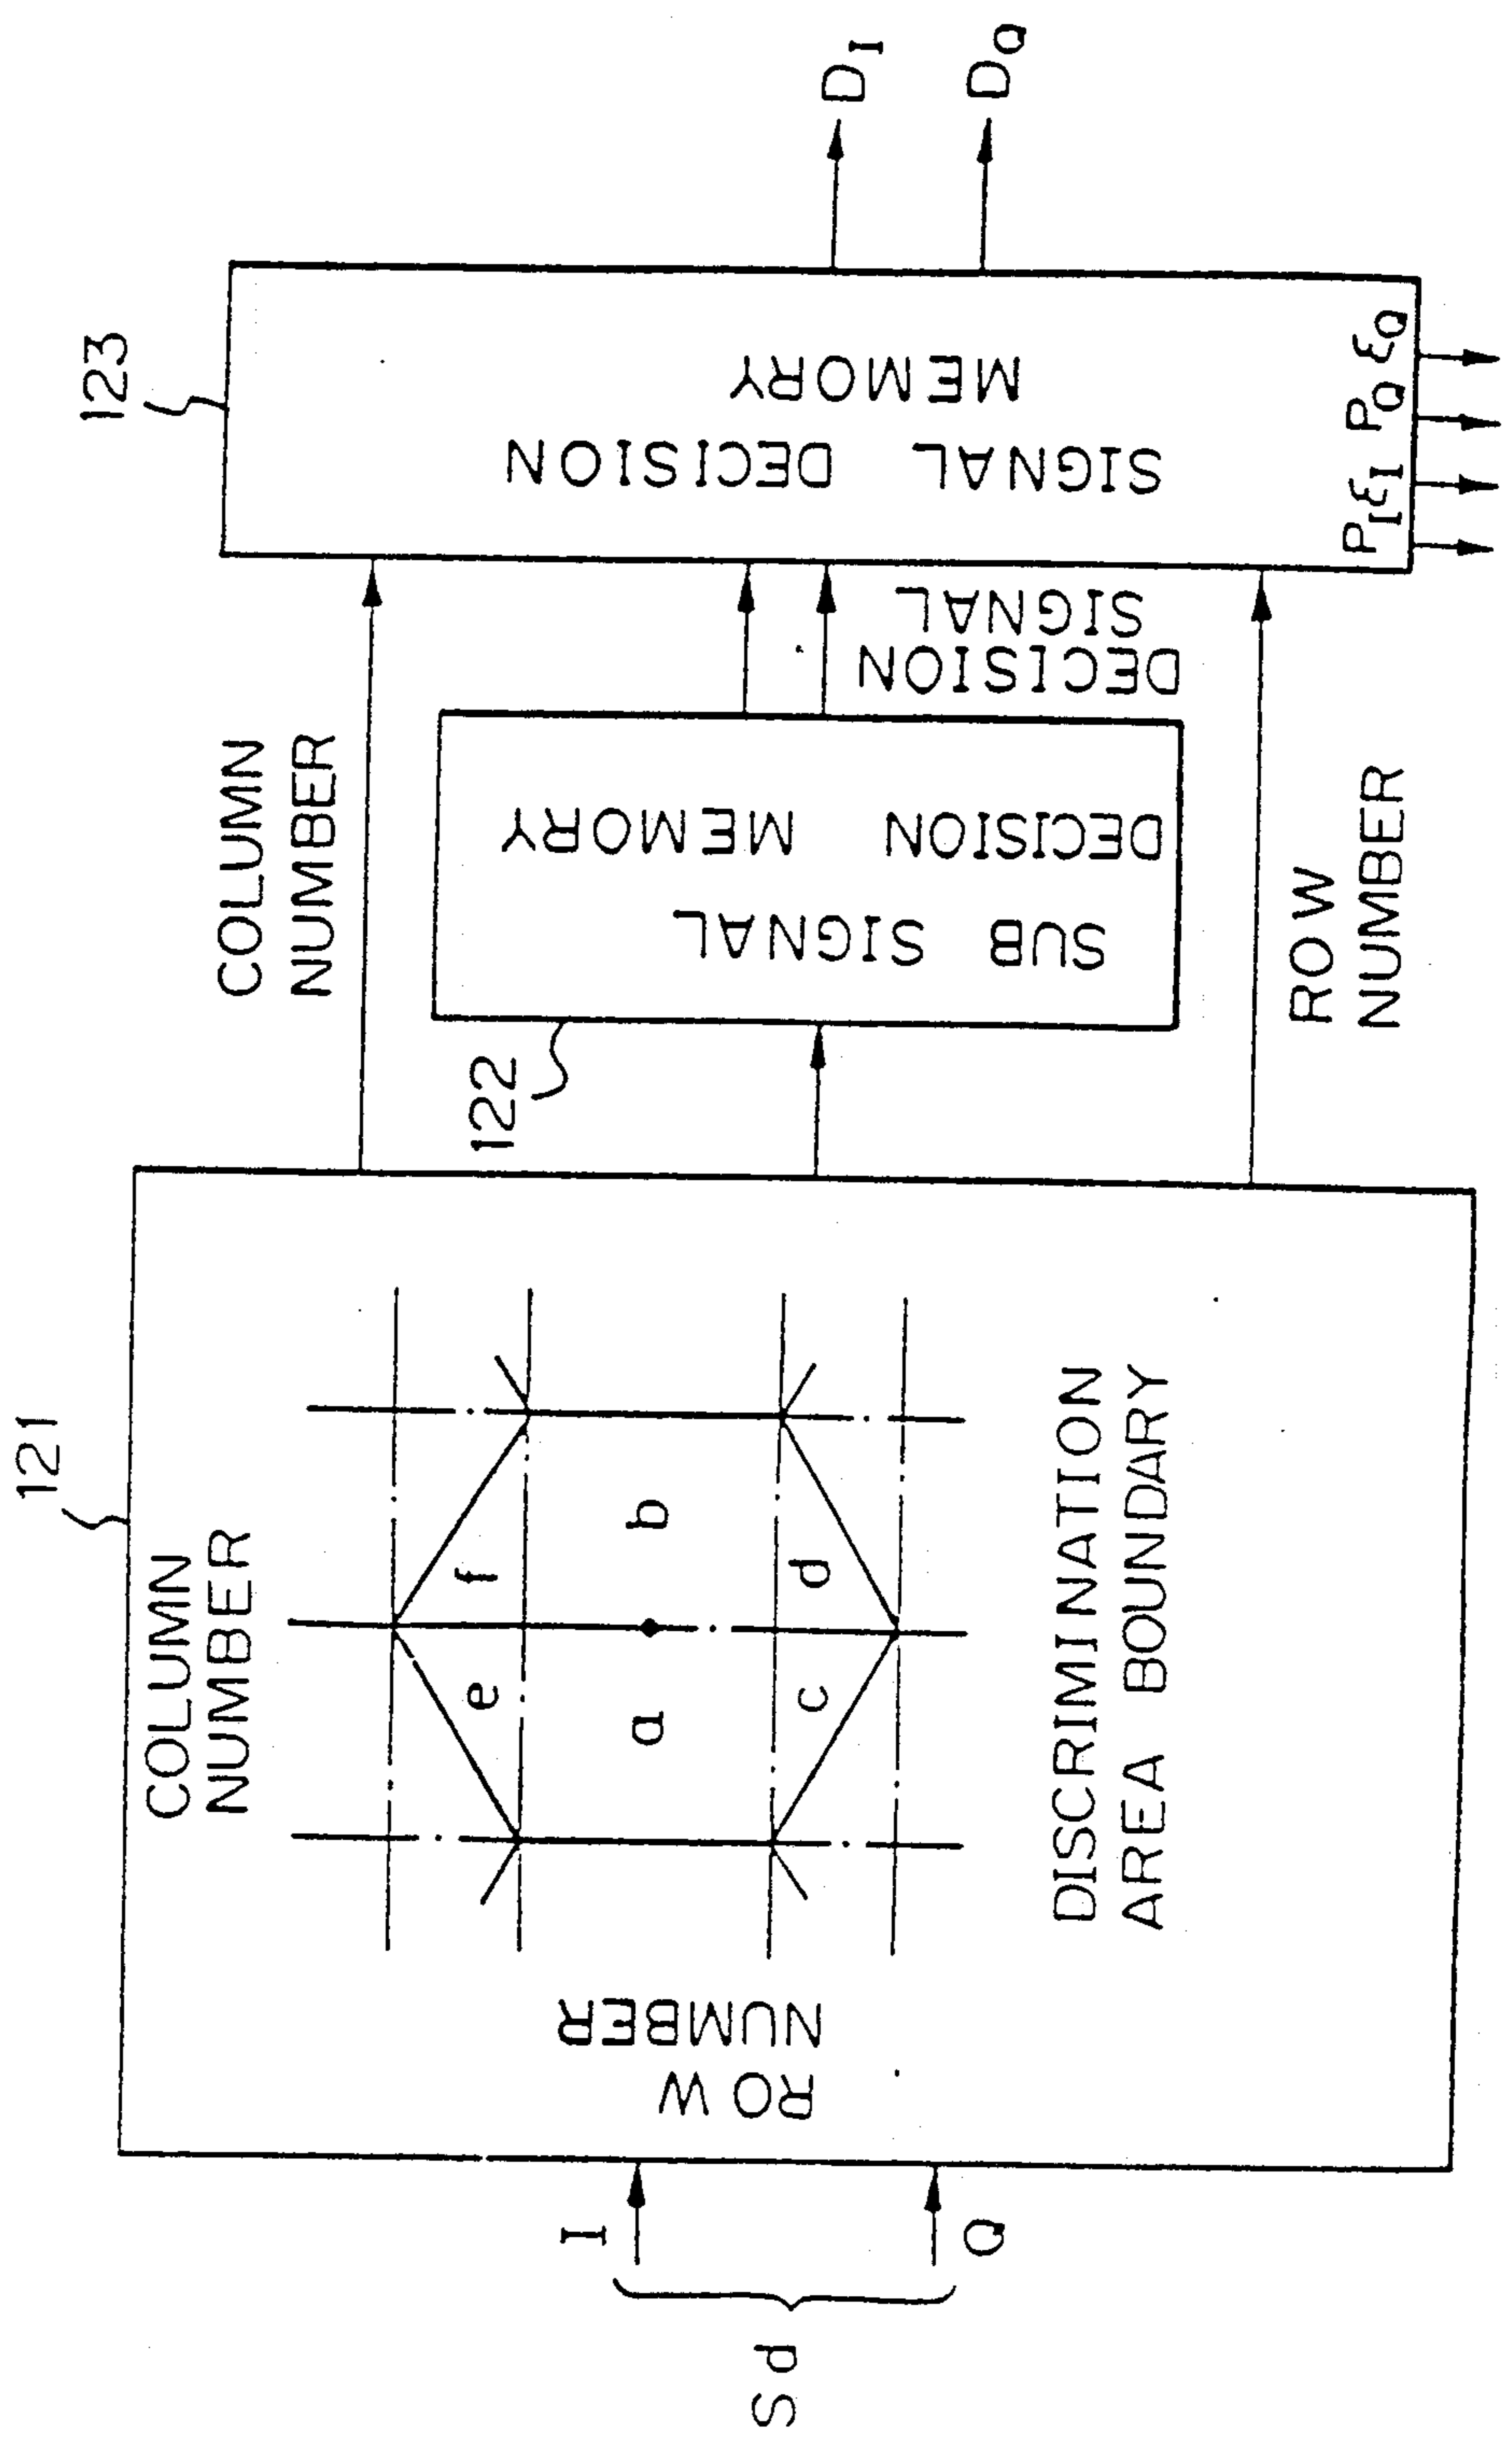 121
COLUMN
NUMBER
ROW
NUMBER
e
f
a
b
c
d
DISCRIMINATION
AREA BOUNDARY
Sd
I
Q
COLUMN
NUMBER
122
SUB SIGNAL
DECISION MEMORY
DECISION
SIGNAL
ROW
NUMBER
123
SIGNAL DECISION
MEMORY
P_I ε_I P_Q ε_Q
D_I
D_Q